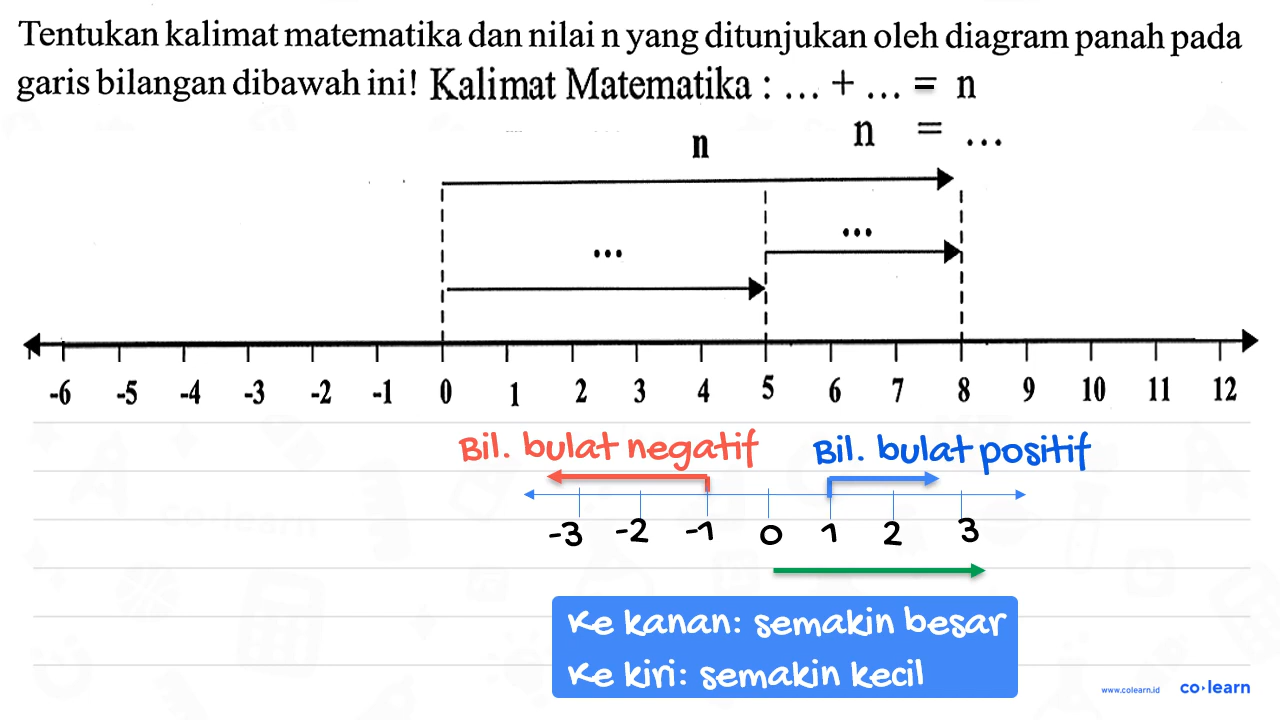 Tentukan kalimat matematika dan nilai n yang ditunjukan oleh diagram panah pada
garis bilangan dibawah ini! Kalimat Matematika : ... + ... = n
n = ...
n
...
...
-6 -5 -4 -3 -2 -1 0 1 2 3 4 5 6 7 8 9 10 11 12
Bil. bulat negatif Bil. bulat positif
-3 -2 -1 0 1 2 3
Ke kanan: semakin besar
Ke kiri: semakin kecil
www.colearn.id co·learn